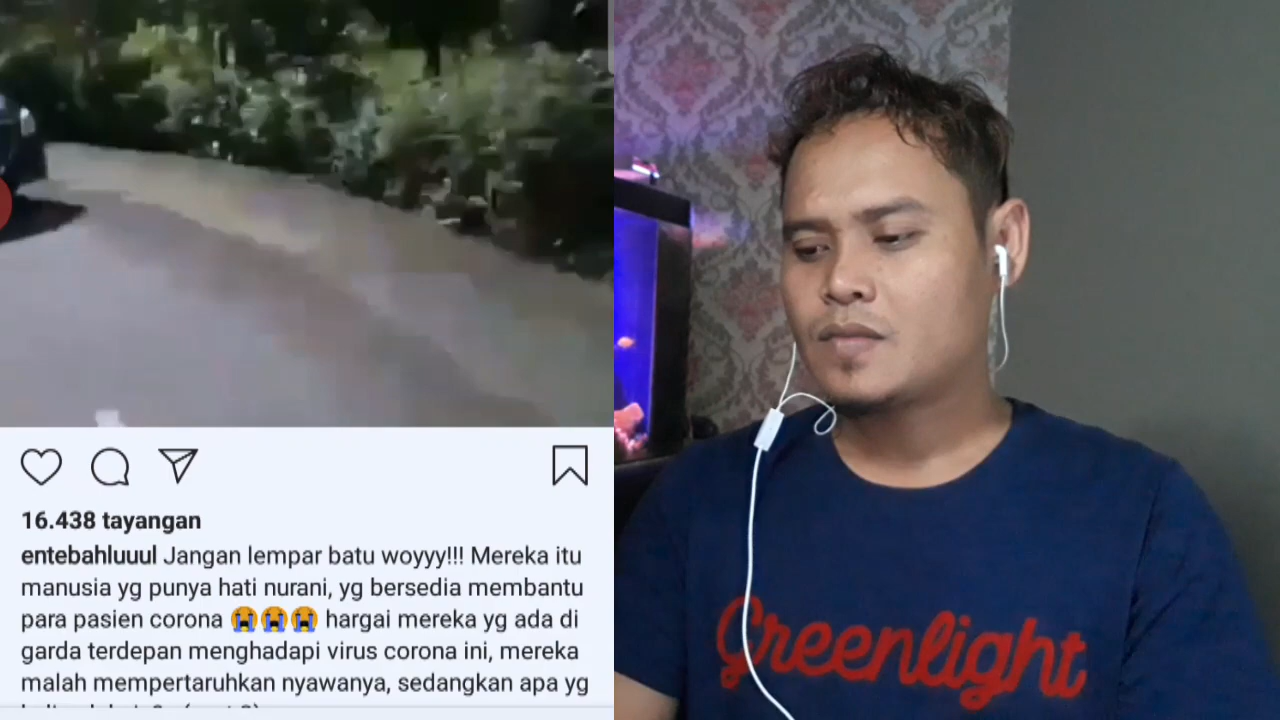 16.438 tayangan
entebahluuul Jangan lempar batu woyyy!!! Mereka itu
manusia yg punya hati nurani, yg bersedia membantu
para pasien corona 😭😭😭 hargai mereka yg ada di
garda terdepan menghadapi virus corona ini, mereka
malah mempertaruhkan nyawanya, sedangkan apa yg
Greenlight